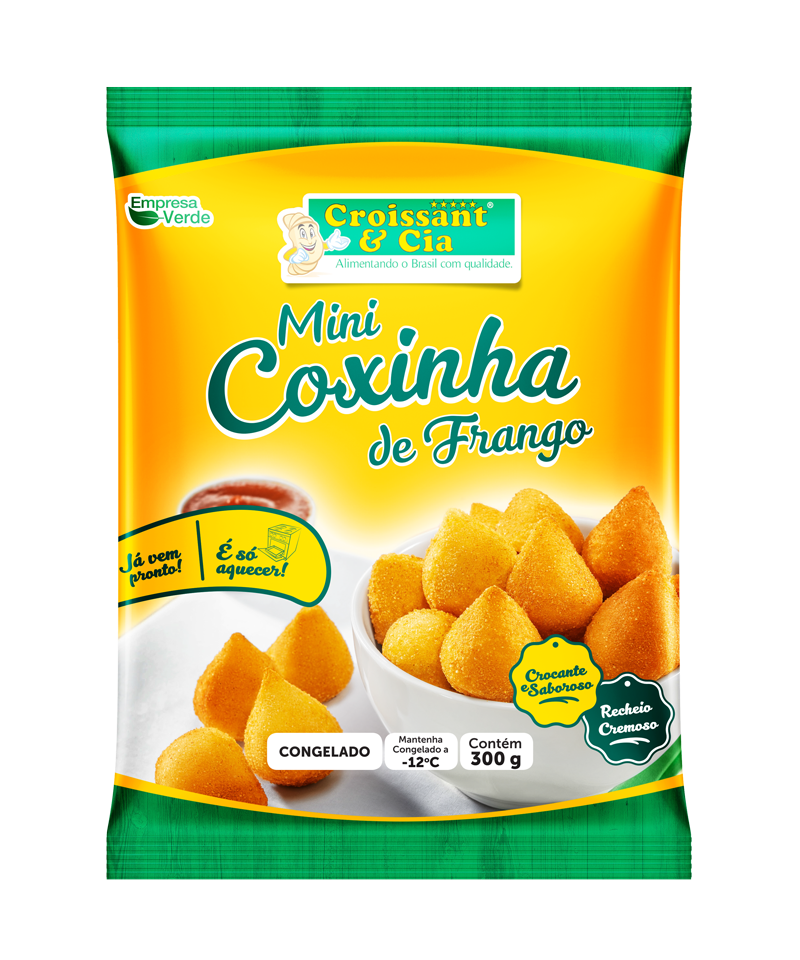 Empresa
Verde
Croissant®
& Cia
Alimentando o Brasil com qualidade.
Mini
Coxinha
de Frango
Já vem
pronto!
É só
aquecer!
Crocante
e Saboroso
Recheio
Cremoso
CONGELADO
Mantenha
Congelado a
-12ºC
Contém
300 g